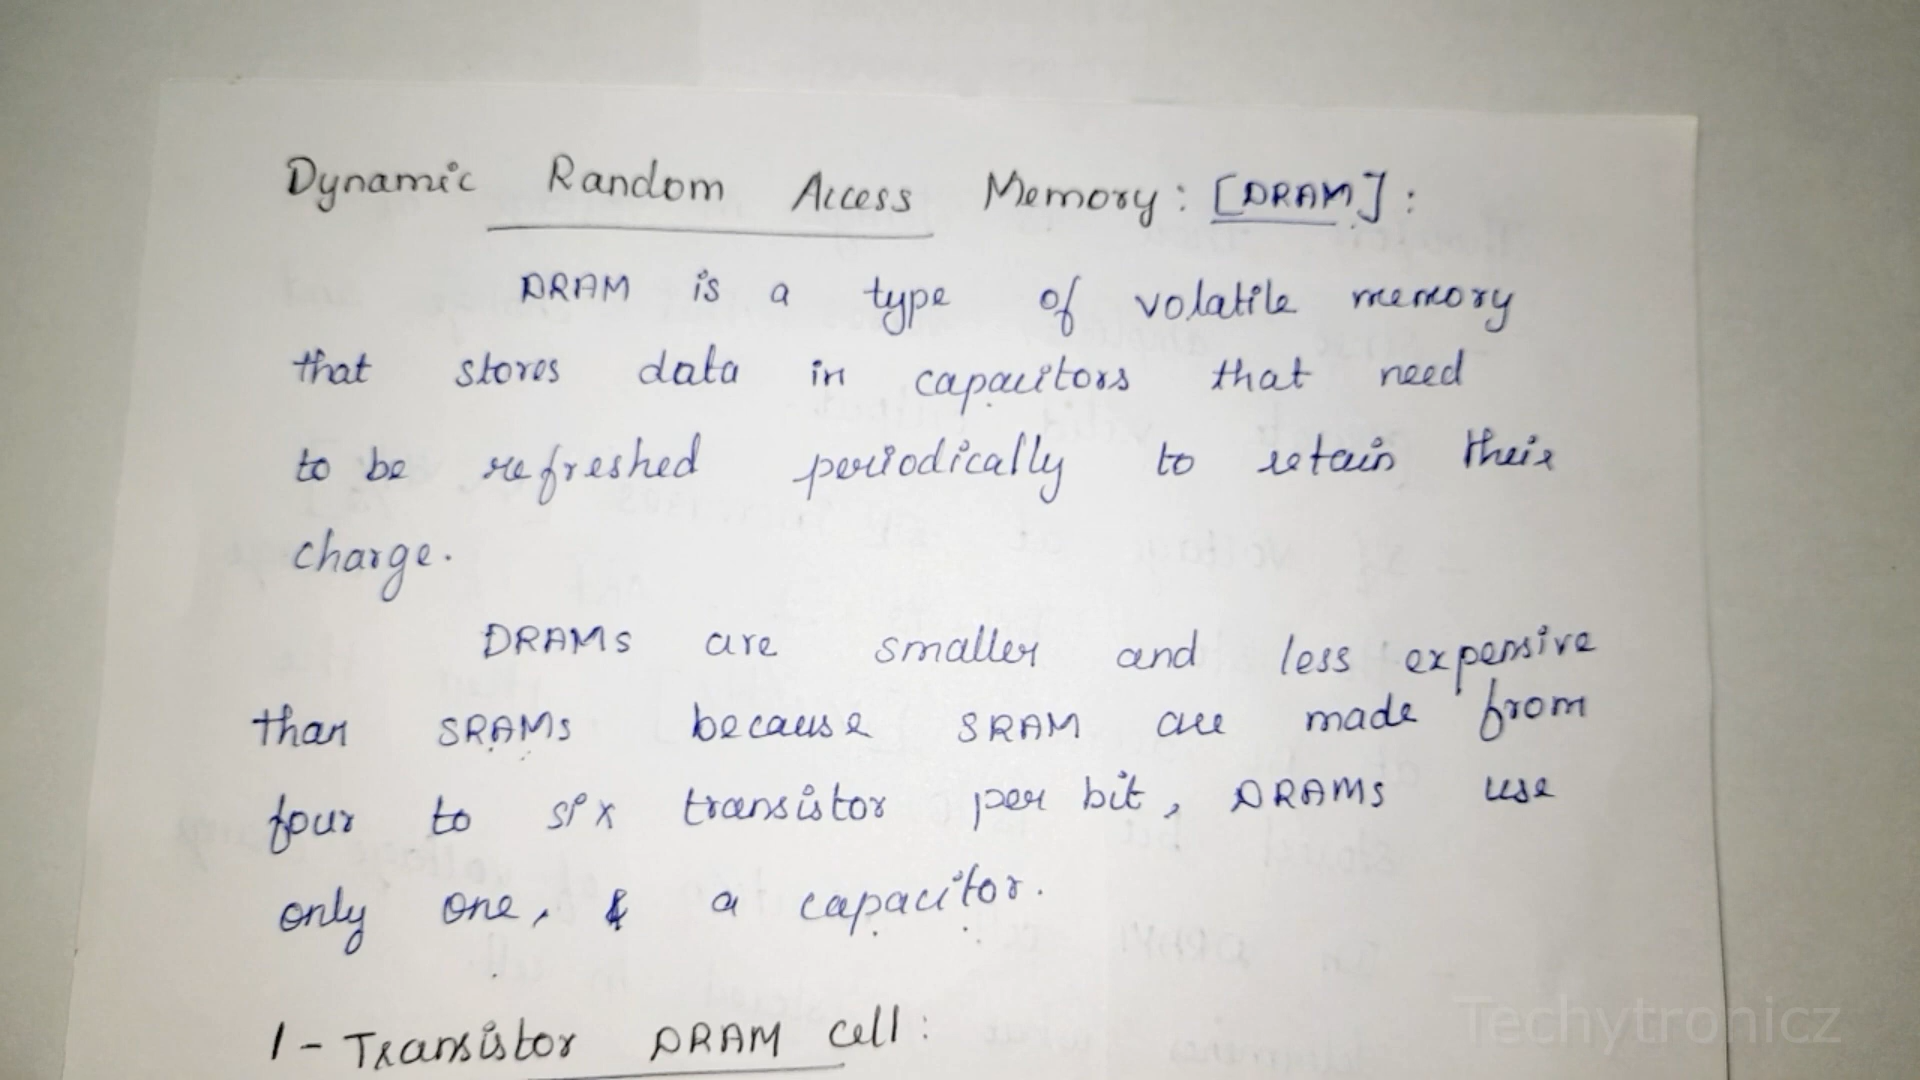 Dynamic Random Access Memory: [DRAM]:
DRAM is a type of volatile memory
that stores data in capacitors that need
to be refreshed periodically to retain their
charge.
DRAMs are smaller and less expensive
than SRAMs because SRAM are made from
four to six transistor per bit, DRAMs use
only one, & a capacitor.
1 - Transistor DRAM cell:
Techytronicz